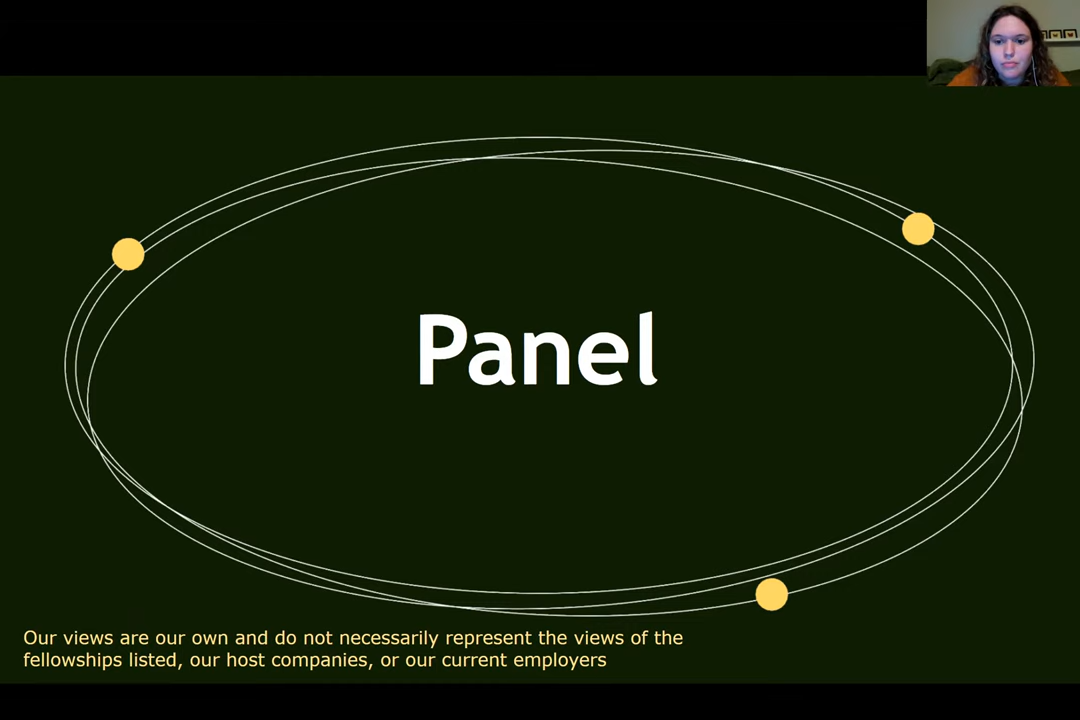 Panel
Our views are our own and do not necessarily represent the views of the
fellowships listed, our host companies, or our current employers